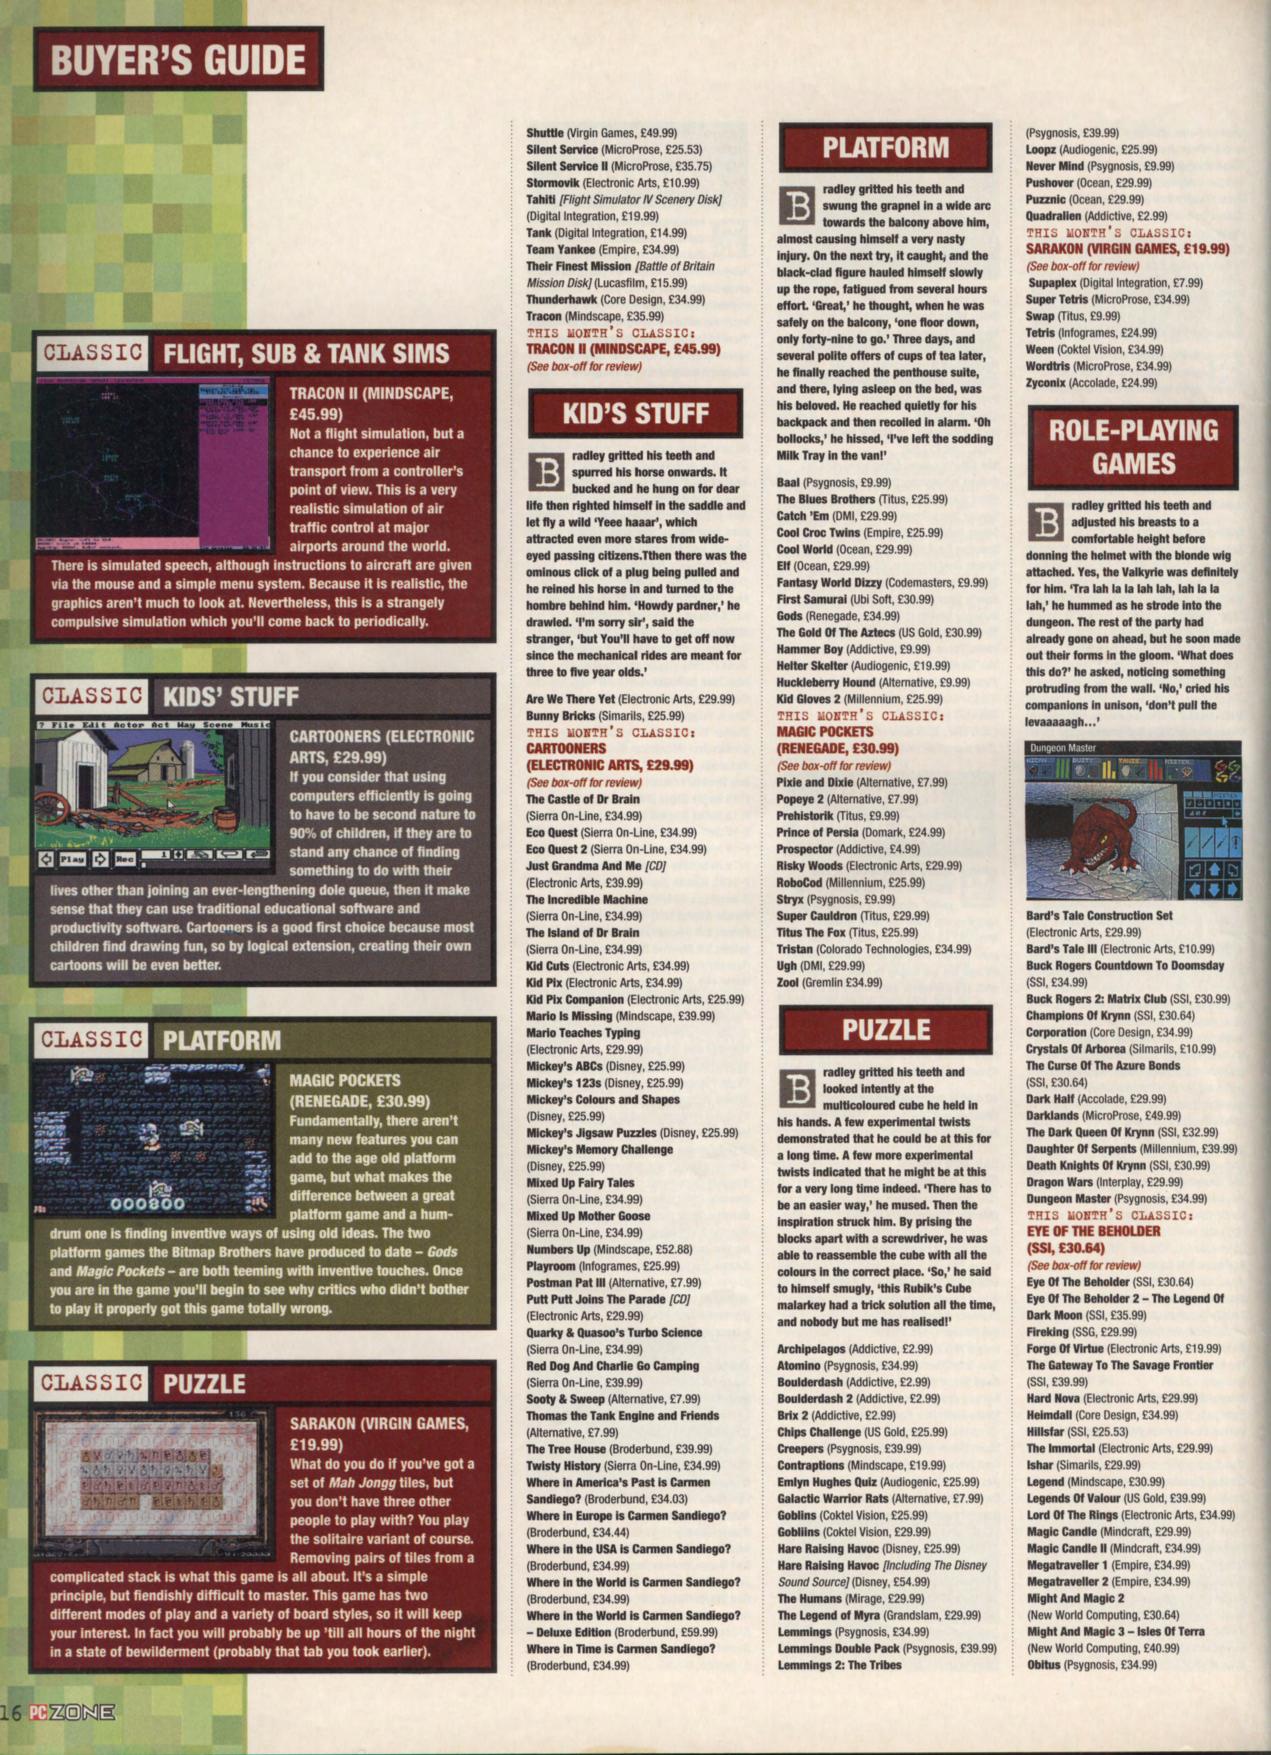 BUYER'S GUIDE
CLASSIC FLIGHT, SUB & TANK SIMS
TRACON II (MINDSCAPE,
£45.99)
Not a flight simulation, but a
chance to experience air
transport from a controller's
point of view. This is a very
realistic simulation of air
traffic control at major
airports around the world.
There is simulated speech, although instructions to aircraft are given
via the mouse and a simple menu system. Because it is realistic, the
graphics aren't much to look at. Nevertheless, this is a strangely
compulsive simulation which you'll come back to periodically.
CLASSIC KIDS' STUFF
? File Edit Actor Act Way Scene Music
Play Rec
CARTOONERS (ELECTRONIC
ARTS, £29.99)
If you consider that using
computers efficiently is going
to have to be second nature to
90% of children, if they are to
stand any chance of finding
something to do with their
lives other than joining an ever-lengthening dole queue, then it make
sense that they can use traditional educational software and
productivity software. Cartooners is a good first choice because most
children find drawing fun, so by logical extension, creating their own
cartoons will be even better.
CLASSIC PLATFORM
000800
MAGIC POCKETS
(RENEGADE, £30.99)
Fundamentally, there aren't
many new features you can
add to the age old platform
game, but what makes the
difference between a great
platform game and a hum-
drum one is finding inventive ways of using old ideas. The two
platform games the Bitmap Brothers have produced to date – Gods
and Magic Pockets – are both teeming with inventive touches. Once
you are in the game you'll begin to see why critics who didn't bother
to play it properly got this game totally wrong.
CLASSIC PUZZLE
SARAKON (VIRGIN GAMES,
£19.99)
What do you do if you've got a
set of Mah Jongg tiles, but
you don't have three other
people to play with? You play
the solitaire variant of course.
Removing pairs of tiles from a
complicated stack is what this game is all about. It's a simple
principle, but fiendishly difficult to master. This game has two
different modes of play and a variety of board styles, so it will keep
your interest. In fact you will probably be up 'till all hours of the night
in a state of bewilderment (probably that tab you took earlier).
Shuttle (Virgin Games, £49.99)
Silent Service (MicroProse, £25.53)
Silent Service II (MicroProse, £35.75)
Stormovik (Electronic Arts, £10.99)
Tahiti [Flight Simulator IV Scenery Disk]
(Digital Integration, £19.99)
Tank (Digital Integration, £14.99)
Team Yankee (Empire, £34.99)
Their Finest Mission [Battle of Britain
Mission Disk] (Lucasfilm, £15.99)
Thunderhawk (Core Design, £34.99)
Tracon (Mindscape, £35.99)
THIS MONTH'S CLASSIC:
TRACON II (MINDSCAPE, £45.99)
(See box-off for review)
KID'S STUFF
Bradley gritted his teeth and
spurred his horse onwards. It
bucked and he hung on for dear
life then righted himself in the saddle and
let fly a wild 'Yeee haaar', which
attracted even more stares from wide-
eyed passing citizens.Tthen there was the
ominous click of a plug being pulled and
he reined his horse in and turned to the
hombre behind him. 'Howdy pardner,' he
drawled. 'I'm sorry sir', said the
stranger, 'but You'll have to get off now
since the mechanical rides are meant for
three to five year olds.'
Are We There Yet (Electronic Arts, £29.99)
Bunny Bricks (Simarils, £25.99)
THIS MONTH'S CLASSIC:
CARTOONERS
(ELECTRONIC ARTS, £29.99)
(See box-off for review)
The Castle of Dr Brain
(Sierra On-Line, £34.99)
Eco Quest (Sierra On-Line, £34.99)
Eco Quest 2 (Sierra On-Line, £34.99)
Just Grandma And Me [CD]
(Electronic Arts, £39.99)
The Incredible Machine
(Sierra On-Line, £34.99)
The Island of Dr Brain
(Sierra On-Line, £34.99)
Kid Cuts (Electronic Arts, £34.99)
Kid Pix (Electronic Arts, £34.99)
Kid Pix Companion (Electronic Arts, £25.99)
Mario Is Missing (Mindscape, £39.99)
Mario Teaches Typing
(Electronic Arts, £29.99)
Mickey's ABCs (Disney, £25.99)
Mickey's 123s (Disney, £25.99)
Mickey's Colours and Shapes
(Disney, £25.99)
Mickey's Jigsaw Puzzles (Disney, £25.99)
Mickey's Memory Challenge
(Disney, £25.99)
Mixed Up Fairy Tales
(Sierra On-Line, £34.99)
Mixed Up Mother Goose
(Sierra On-Line, £34.99)
Numbers Up (Mindscape, £52.88)
Playroom (Infogrames, £25.99)
Postman Pat III (Alternative, £7.99)
Putt Putt Joins The Parade [CD]
(Electronic Arts, £29.99)
Quarky & Quasoo's Turbo Science
(Sierra On-Line, £34.99)
Red Dog And Charlie Go Camping
(Sierra On-Line, £39.99)
Sooty & Sweep (Alternative, £7.99)
Thomas the Tank Engine and Friends
(Alternative, £7.99)
The Tree House (Broderbund, £39.99)
Twisty History (Sierra On-Line, £34.99)
Where in America's Past is Carmen
Sandiego? (Broderbund, £34.03)
Where in Europe is Carmen Sandiego?
(Broderbund, £34.44)
Where in the USA is Carmen Sandiego?
(Broderbund, £34.99)
Where in the World is Carmen Sandiego?
(Broderbund, £34.99)
Where in the World is Carmen Sandiego?
– Deluxe Edition (Broderbund, £59.99)
Where in Time is Carmen Sandiego?
(Broderbund, £34.99)
PLATFORM
Bradley gritted his teeth and
swung the grapnel in a wide arc
towards the balcony above him,
almost causing himself a very nasty
injury. On the next try, it caught, and the
black-clad figure hauled himself slowly
up the rope, fatigued from several hours
effort. 'Great,' he thought, when he was
safely on the balcony, 'one floor down,
only forty-nine to go.' Three days, and
several polite offers of cups of tea later,
he finally reached the penthouse suite,
and there, lying asleep on the bed, was
his beloved. He reached quietly for his
backpack and then recoiled in alarm. 'Oh
bollocks,' he hissed, 'I've left the sodding
Milk Tray in the van!'
Baal (Psygnosis, £9.99)
The Blues Brothers (Titus, £25.99)
Catch 'Em (DMI, £29.99)
Cool Croc Twins (Empire, £25.99)
Cool World (Ocean, £29.99)
Elf (Ocean, £29.99)
Fantasy World Dizzy (Codemasters, £9.99)
First Samurai (Ubi Soft, £30.99)
Gods (Renegade, £34.99)
The Gold Of The Aztecs (US Gold, £30.99)
Hammer Boy (Addictive, £9.99)
Helter Skelter (Audiogenic, £19.99)
Huckleberry Hound (Alternative, £9.99)
Kid Gloves 2 (Millennium, £25.99)
THIS MONTH'S CLASSIC:
MAGIC POCKETS
(RENEGADE, £30.99)
(See box-off for review)
Pixie and Dixie (Alternative, £7.99)
Popeye 2 (Alternative, £7.99)
Prehistorik (Titus, £9.99)
Prince of Persia (Domark, £24.99)
Prospector (Addictive, £4.99)
Risky Woods (Electronic Arts, £29.99)
RoboCod (Millennium, £25.99)
Stryx (Psygnosis, £9.99)
Super Cauldron (Titus, £29.99)
Titus The Fox (Titus, £25.99)
Tristan (Colorado Technologies, £34.99)
Ugh (DMI, £29.99)
Zool (Gremlin £34.99)
PUZZLE
Bradley gritted his teeth and
looked intently at the
multicoloured cube he held in
his hands. A few experimental twists
demonstrated that he could be at this for
a long time. A few more experimental
twists indicated that he might be at this
for a very long time indeed. 'There has to
be an easier way,' he mused. Then the
inspiration struck him. By prising the
blocks apart with a screwdriver, he was
able to reassemble the cube with all the
colours in the correct place. 'So,' he said
to himself smugly, 'this Rubik's Cube
malarkey had a trick solution all the time,
and nobody but me has realised!'
Archipelagos (Addictive, £2.99)
Atomino (Psygnosis, £34.99)
Boulderdash (Addictive, £2.99)
Boulderdash 2 (Addictive, £2.99)
Brix 2 (Addictive, £2.99)
Chips Challenge (US Gold, £25.99)
Creepers (Psygnosis, £39.99)
Contraptions (Mindscape, £19.99)
Emlyn Hughes Quiz (Audiogenic, £25.99)
Galactic Warrior Rats (Alternative, £7.99)
Goblins (Coktel Vision, £25.99)
Gobliins (Coktel Vision, £29.99)
Hare Raising Havoc (Disney, £25.99)
Hare Raising Havoc [Including The Disney
Sound Source] (Disney, £54.99)
The Humans (Mirage, £29.99)
The Legend of Myra (Grandslam, £29.99)
Lemmings (Psygnosis, £34.99)
Lemmings Double Pack (Psygnosis, £39.99)
Lemmings 2: The Tribes
(Psygnosis, £39.99)
Loopz (Audiogenic, £25.99)
Never Mind (Psygnosis, £9.99)
Pushover (Ocean, £29.99)
Puzznic (Ocean, £29.99)
Quadralien (Addictive, £2.99)
THIS MONTH'S CLASSIC:
SARAKON (VIRGIN GAMES, £19.99)
(See box-off for review)
Supaplex (Digital Integration, £7.99)
Super Tetris (MicroProse, £34.99)
Swap (Titus, £9.99)
Tetris (Infogrames, £24.99)
Ween (Coktel Vision, £34.99)
Wordtris (MicroProse, £34.99)
Zyconix (Accolade, £24.99)
ROLE-PLAYING
GAMES
Bradley gritted his teeth and
adjusted his breasts to a
comfortable height before
donning the helmet with the blonde wig
attached. Yes, the Valkyrie was definitely
for him. 'Tra lah la la lah lah, lah la la
lah,' he hummed as he strode into the
dungeon. The rest of the party had
already gone on ahead, but he soon made
out their forms in the gloom. 'What does
this do?' he asked, noticing something
protruding from the wall. 'No,' cried his
companions in unison, 'don't pull the
levaaaaagh...'
Dungeon Master
Bard's Tale Construction Set
(Electronic Arts, £29.99)
Bard's Tale III (Electronic Arts, £10.99)
Buck Rogers Countdown To Doomsday
(SSI, £34.99)
Buck Rogers 2: Matrix Club (SSI, £30.99)
Champions Of Krynn (SSI, £30.64)
Corporation (Core Design, £34.99)
Crystals Of Arborea (Silmarils, £10.99)
The Curse Of The Azure Bonds
(SSI, £30.64)
Dark Half (Accolade, £29.99)
Darklands (MicroProse, £49.99)
The Dark Queen Of Krynn (SSI, £32.99)
Daughter Of Serpents (Millennium, £39.99)
Death Knights Of Krynn (SSI, £30.99)
Dragon Wars (Interplay, £29.99)
Dungeon Master (Psygnosis, £34.99)
THIS MONTH'S CLASSIC:
EYE OF THE BEHOLDER
(SSI, £30.64)
(See box-off for review)
Eye Of The Beholder (SSI, £30.64)
Eye Of The Beholder 2 – The Legend Of
Dark Moon (SSI, £35.99)
Fireking (SSG, £29.99)
Forge Of Virtue (Electronic Arts, £19.99)
The Gateway To The Savage Frontier
(SSI, £39.99)
Hard Nova (Electronic Arts, £29.99)
Heimdall (Core Design, £34.99)
Hillsfar (SSI, £25.53)
The Immortal (Electronic Arts, £29.99)
Ishar (Simarils, £29.99)
Legend (Mindscape, £30.99)
Legends Of Valour (US Gold, £39.99)
Lord Of The Rings (Electronic Arts, £34.99)
Magic Candle (Mindcraft, £29.99)
Magic Candle II (Mindcraft, £34.99)
Megatraveller 1 (Empire, £34.99)
Megatraveller 2 (Empire, £34.99)
Might And Magic 2
(New World Computing, £30.64)
Might And Magic 3 – Isles Of Terra
(New World Computing, £40.99)
Obitus (Psygnosis, £34.99)
16 PC ZONE